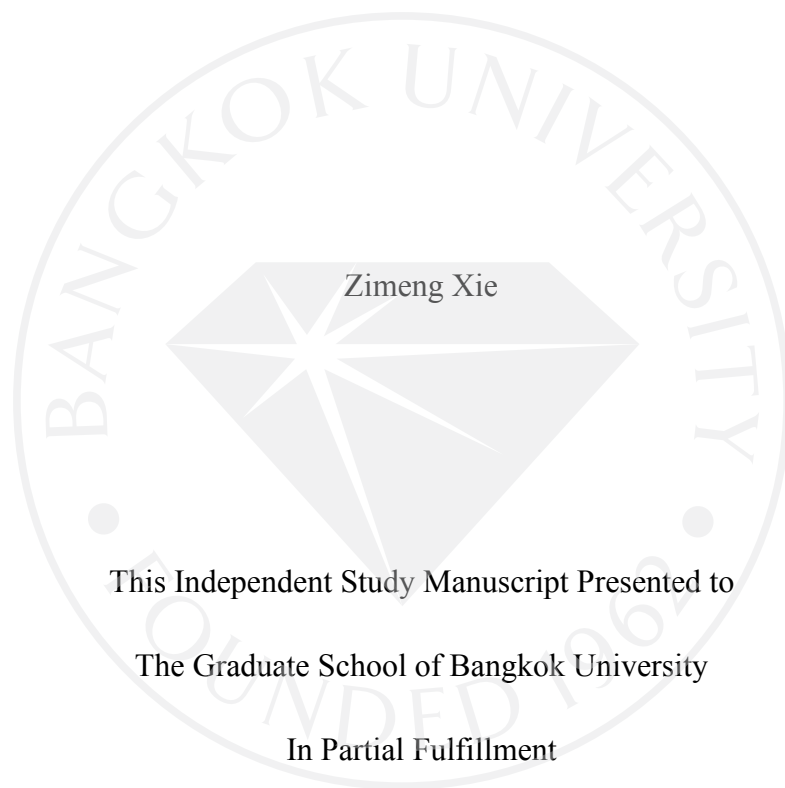 BANGKOK UNIVERSITY
Zimeng Xie
This Independent Study Manuscript Presented to
The Graduate School of Bangkok University
In Partial Fulfillment
• FOUNDED 1962 •